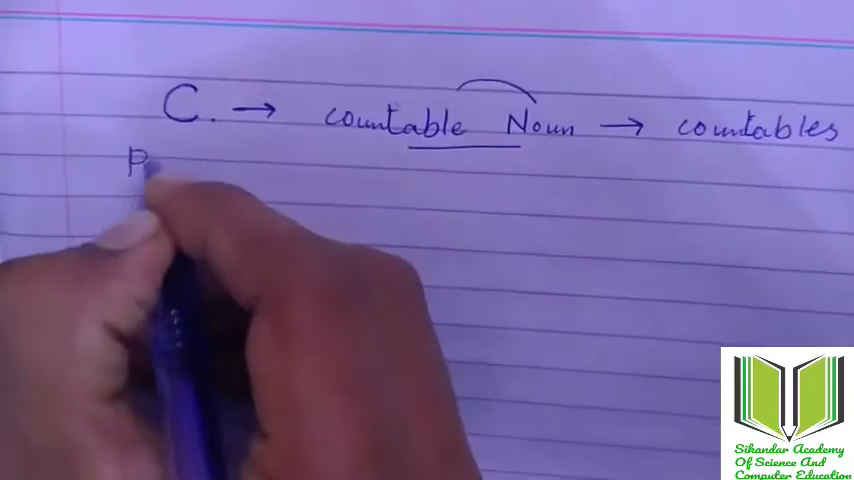 C. → countable Noun → countables
P
Sikandar Academy
Of Science And
Computer Education